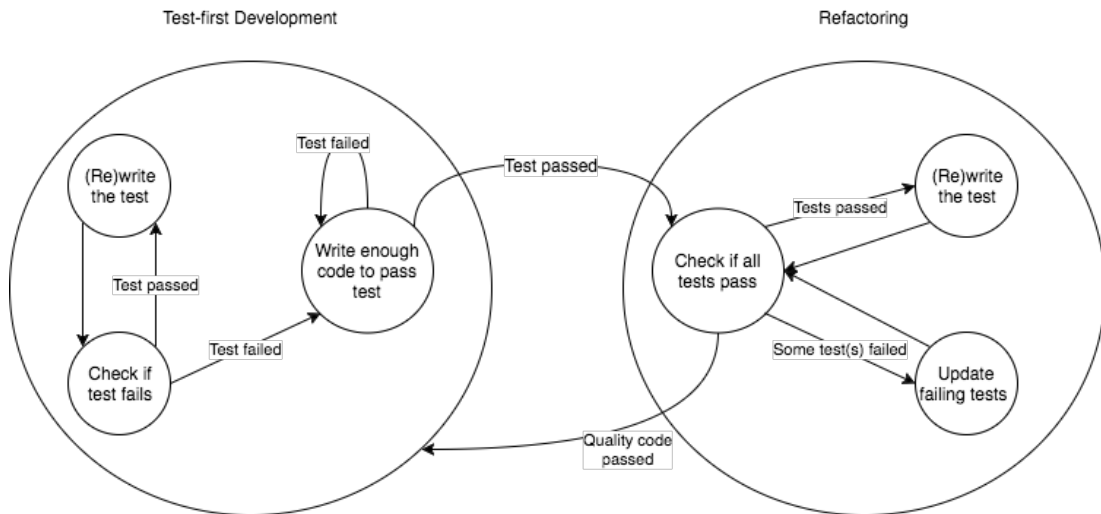 Test-first Development
Refactoring
Test failed
(Re)write
the test
Test passed
(Re)write
the test
Tests passed
Write enough
code to pass
test
Check if all
tests pass
Test passed
Test failed
Some test(s) failed
Check if
test fails
Update
failing tests
Quality code
passed